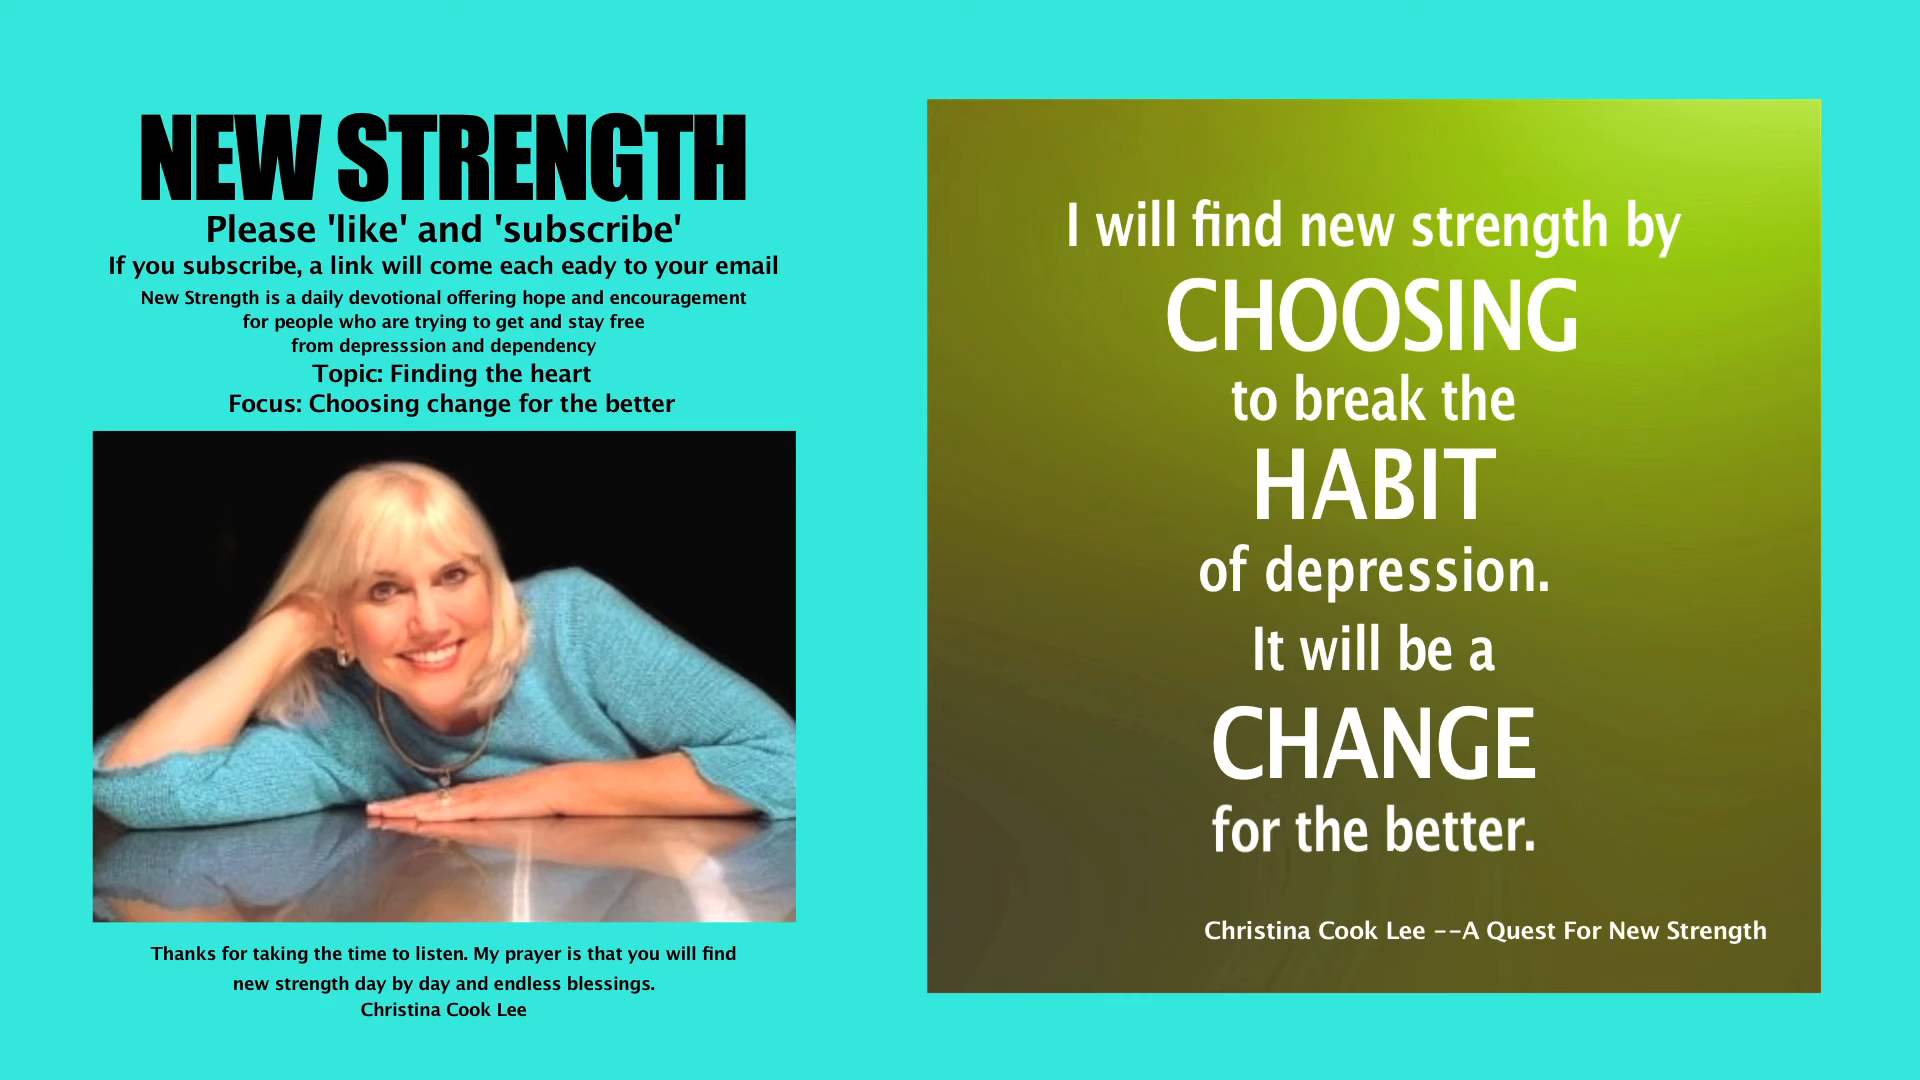 NEW STRENGTH
Please 'like' and 'subscribe'
If you subscribe, a link will come each eady to your email
New Strength is a daily devotional offering hope and encouragement
for people who are trying to get and stay free
from depresssion and dependency
Topic: Finding the heart
Focus: Choosing change for the better
Thanks for taking the time to listen. My prayer is that you will find
new strength day by day and endless blessings.
Christina Cook Lee
I will find new strength by
CHOOSING
to break the
HABIT
of depression.
It will be a
CHANGE
for the better.
Christina Cook Lee --A Quest For New Strength